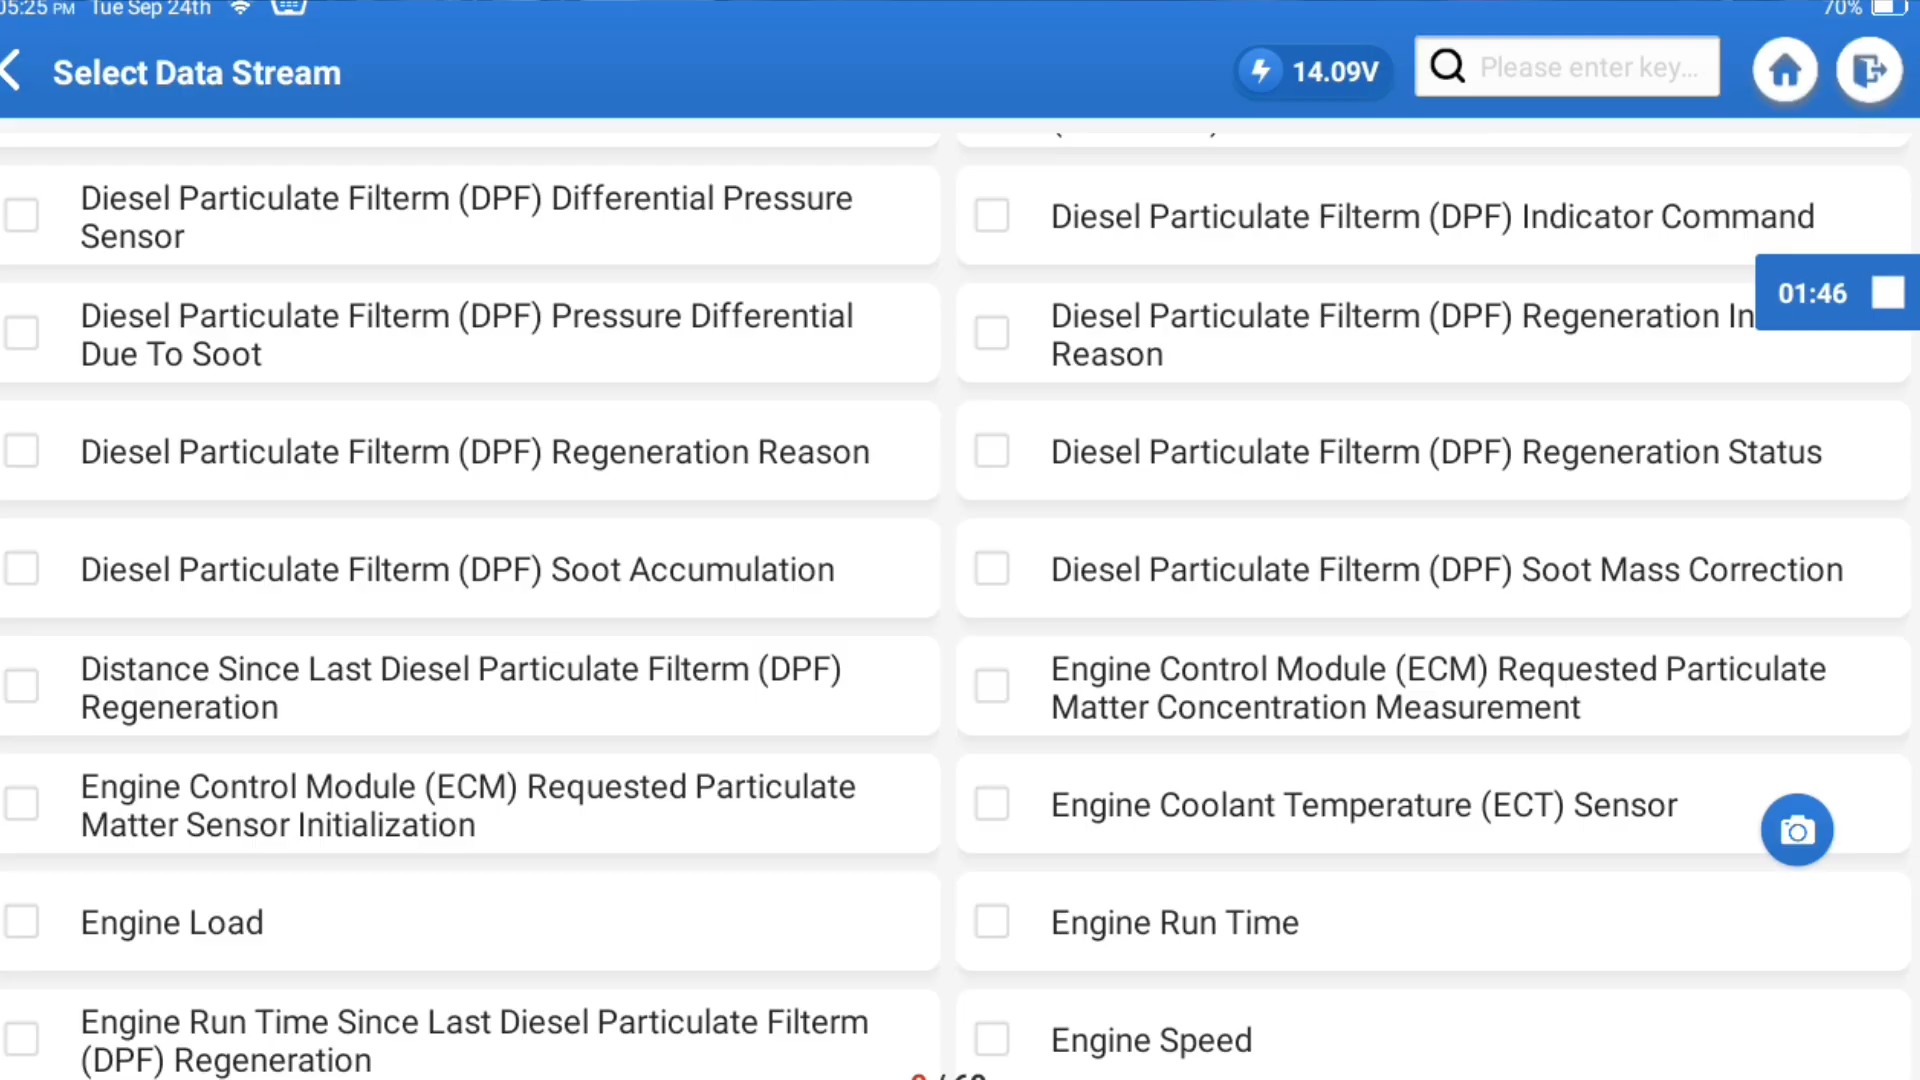 05:25 PM Tue Sep 24th
70%
Select Data Stream
14.09V
Please enter key...
Diesel Particulate Filterm (DPF) Differential Pressure
Sensor
Diesel Particulate Filterm (DPF) Indicator Command
01:46
Diesel Particulate Filterm (DPF) Pressure Differential
Due To Soot
Diesel Particulate Filterm (DPF) Regeneration In
Reason
Diesel Particulate Filterm (DPF) Regeneration Reason
Diesel Particulate Filterm (DPF) Regeneration Status
Diesel Particulate Filterm (DPF) Soot Accumulation
Diesel Particulate Filterm (DPF) Soot Mass Correction
Distance Since Last Diesel Particulate Filterm (DPF)
Regeneration
Engine Control Module (ECM) Requested Particulate
Matter Concentration Measurement
Engine Control Module (ECM) Requested Particulate
Matter Sensor Initialization
Engine Coolant Temperature (ECT) Sensor
Engine Load
Engine Run Time
Engine Run Time Since Last Diesel Particulate Filterm
(DPF) Regeneration
Engine Speed